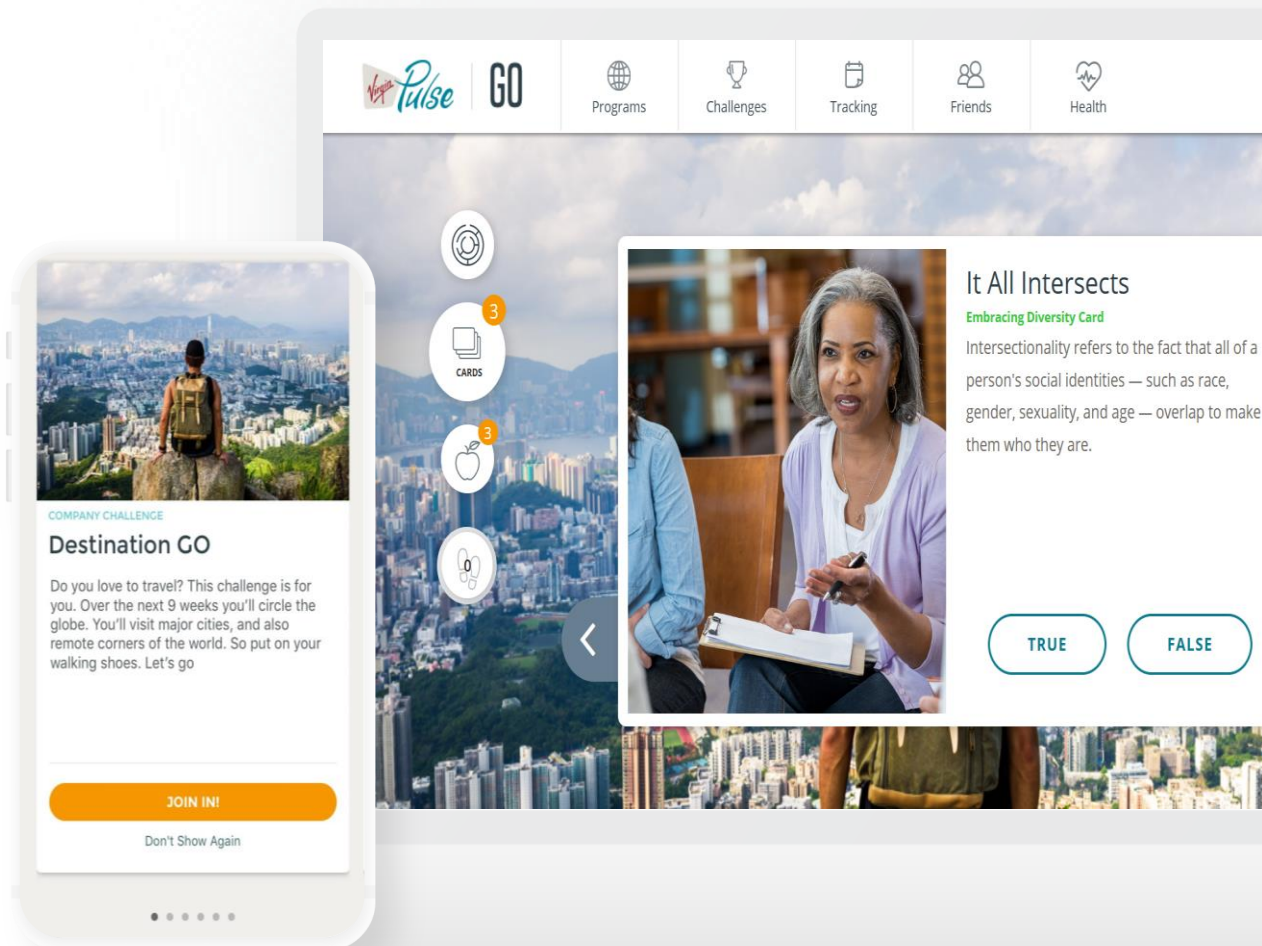 Virgin Pulse GO
Programs
Challenges
Tracking
Friends
Health
3
CARDS
3
0
It All Intersects
Embracing Diversity Card
Intersectionality refers to the fact that all of a
person's social identities — such as race,
gender, sexuality, and age — overlap to make
them who they are.
TRUE
FALSE
COMPANY CHALLENGE
Destination GO
Do you love to travel? This challenge is for
you. Over the next 9 weeks you'll circle the
globe. You'll visit major cities, and also
remote corners of the world. So put on your
walking shoes. Let's go
JOIN IN!
Don't Show Again